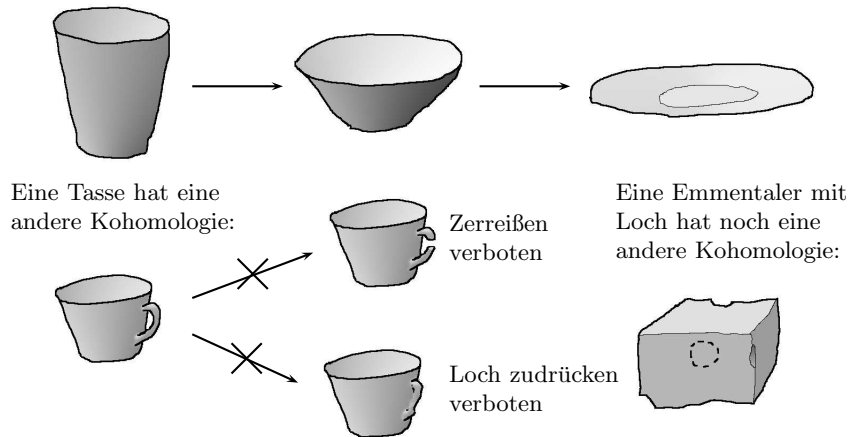 Eine Tasse hat eine
andere Kohomologie:
Zerreißen
verboten
Loch zudrücken
verboten
Eine Emmentaler mit
Loch hat noch eine
andere Kohomologie: